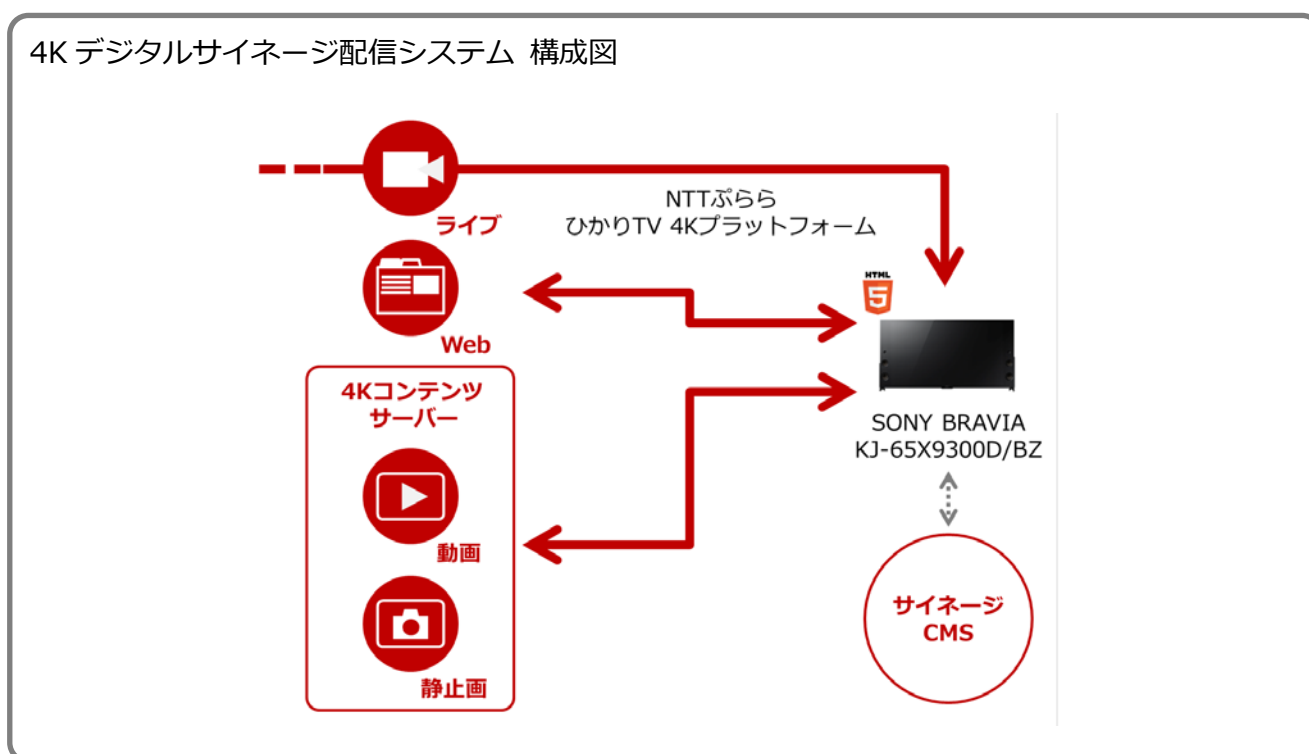 4K デジタルサイネージ配信システム 構成図
ライブ
NTTぷらら
ひかりTV 4Kプラットフォーム
Web
HTML
5
4Kコンテンツ
サーバー
動画
静止画
SONY BRAVIA
KJ-65X9300D/BZ
サイネージ
CMS